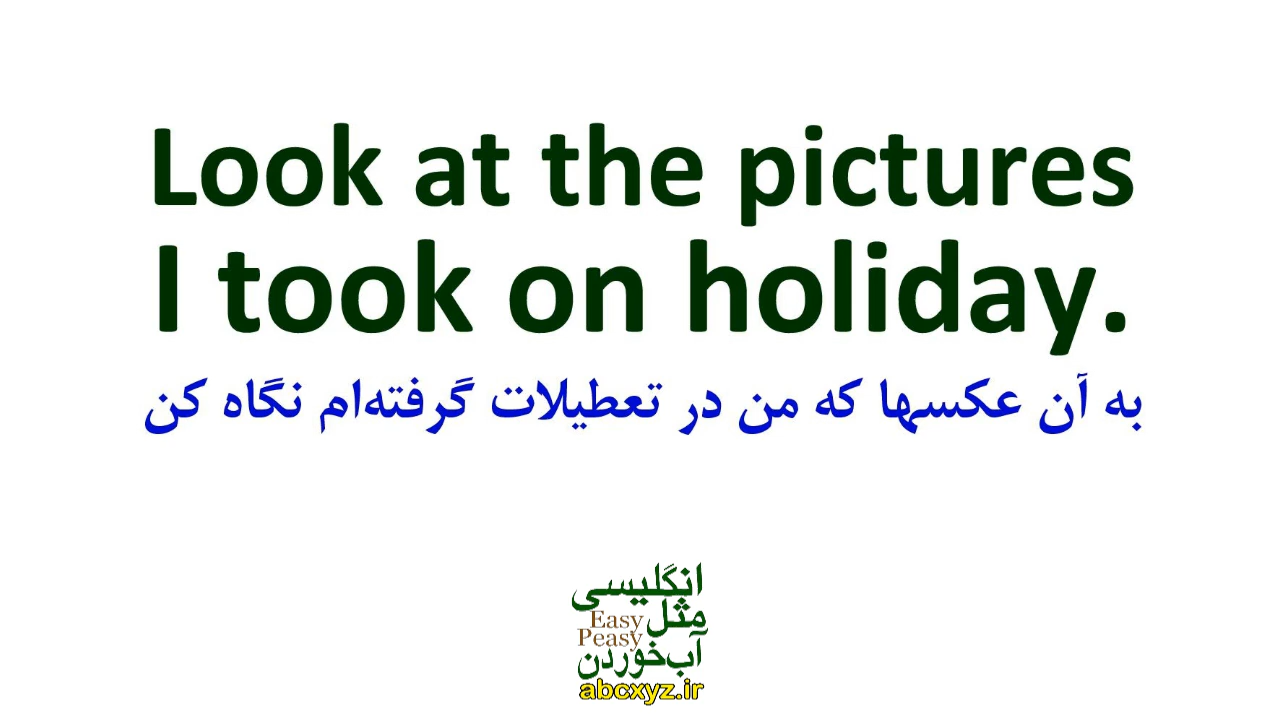 Look at the pictures
I took on holiday.
به آن عکسها که من در تعطیلات گرفته‌ام نگاه کن
انگلیسی
مثل
Easy
Peasy
آب‌خوردن
abcxyz.ir